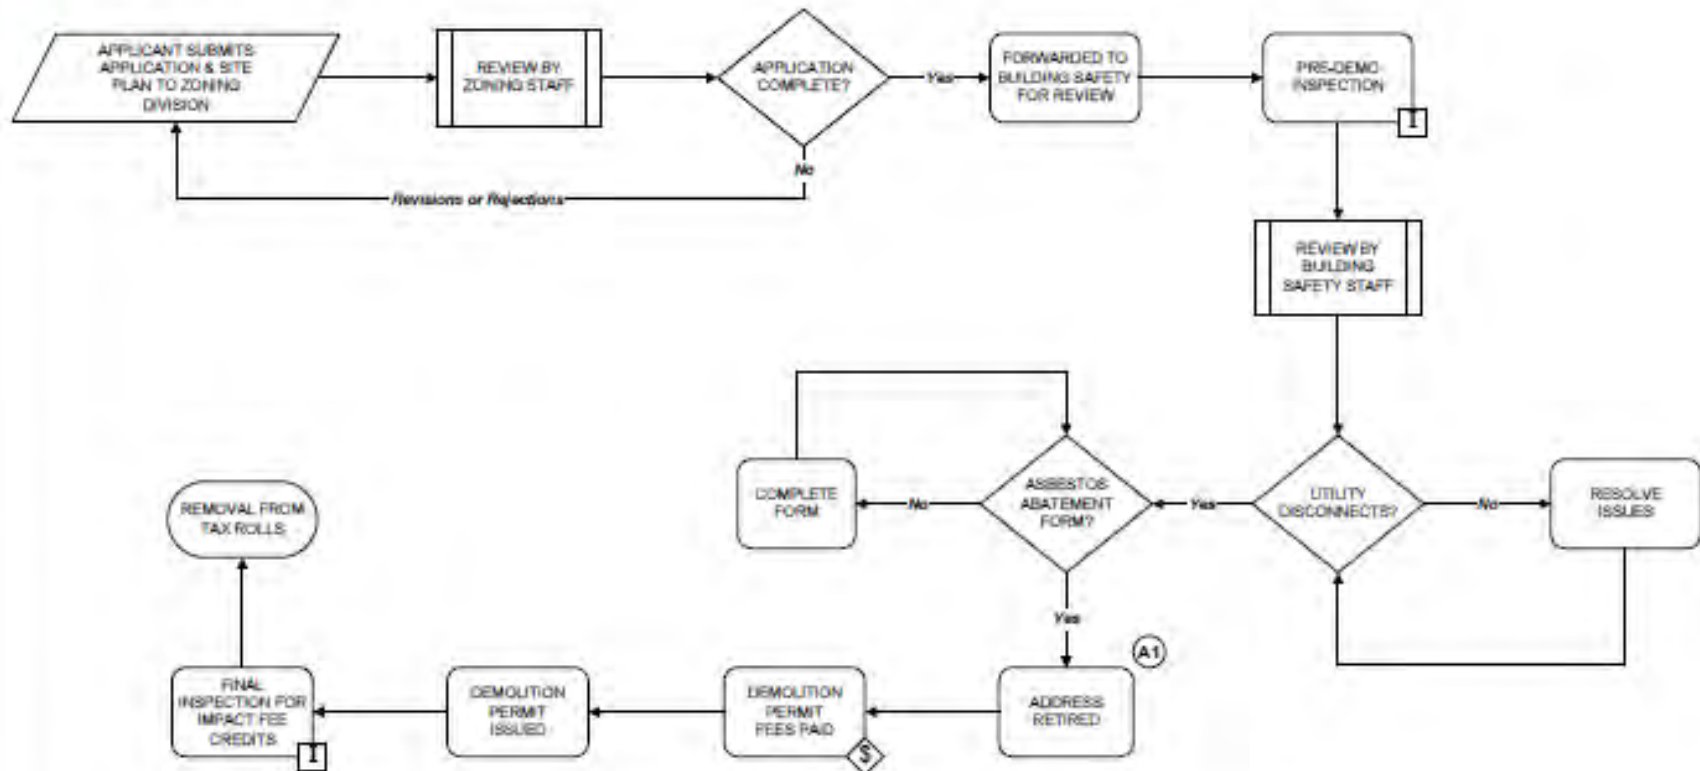 APPLICANT SUBMITS
APPLICATION & SITE
PLAN TO ZONING
DIVISION
REVIEW BY
ZONING STAFF
APPLICATION
COMPLETE?
Yes
FORWARDED TO
BUILDING SAFETY
FOR REVIEW
PRE-DEMO
INSPECTION
I
No
Revisions or Rejections
REVIEW BY
BUILDING
SAFETY STAFF
UTILITY
DISCONNECTS?
No
RESOLVE
ISSUES
Yes
ASBESTOS
ABATEMENT
FORM?
No
COMPLETE
FORM
Yes
A1
ADDRESS
RETIRED
DEMOLITION
PERMIT
FEES PAID
$
DEMOLITION
PERMIT
ISSUED
FINAL
INSPECTION FOR
IMPACT FEE
CREDITS
I
REMOVAL FROM
TAX ROLLS